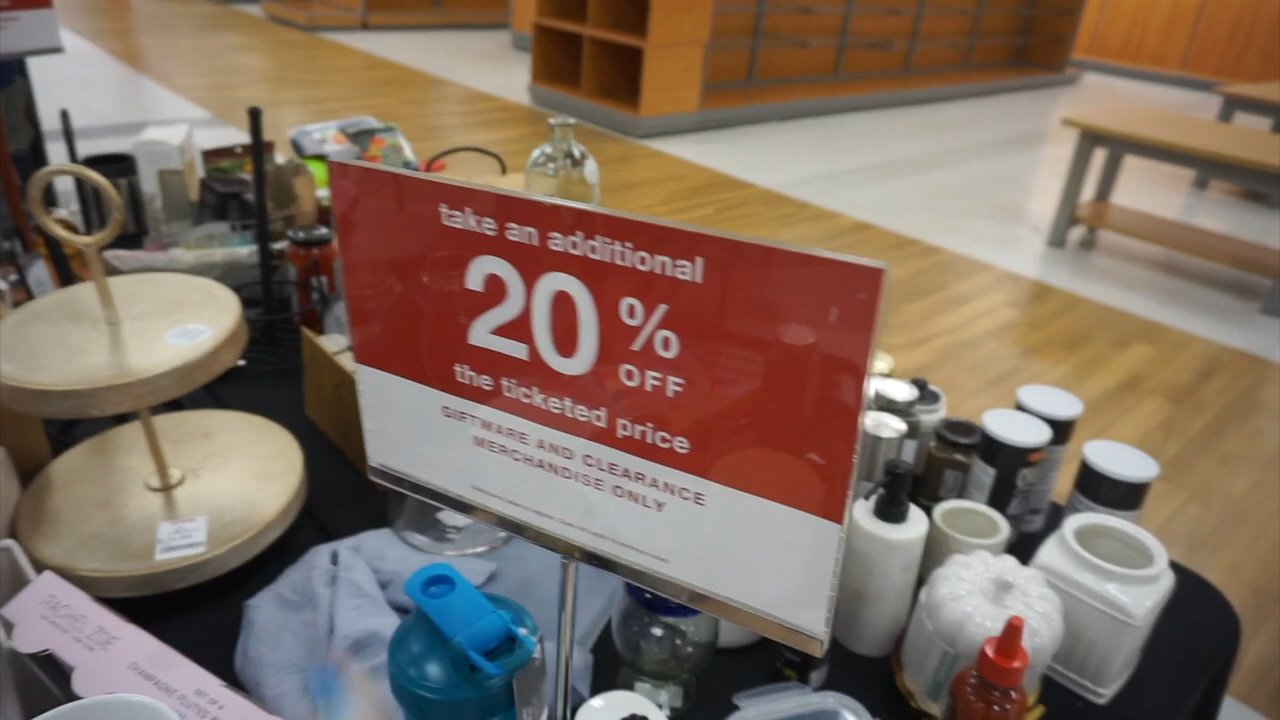 take an additional
20% OFF
the ticketed price
GIFTWARE AND CLEARANCE
MERCHANDISE ONLY